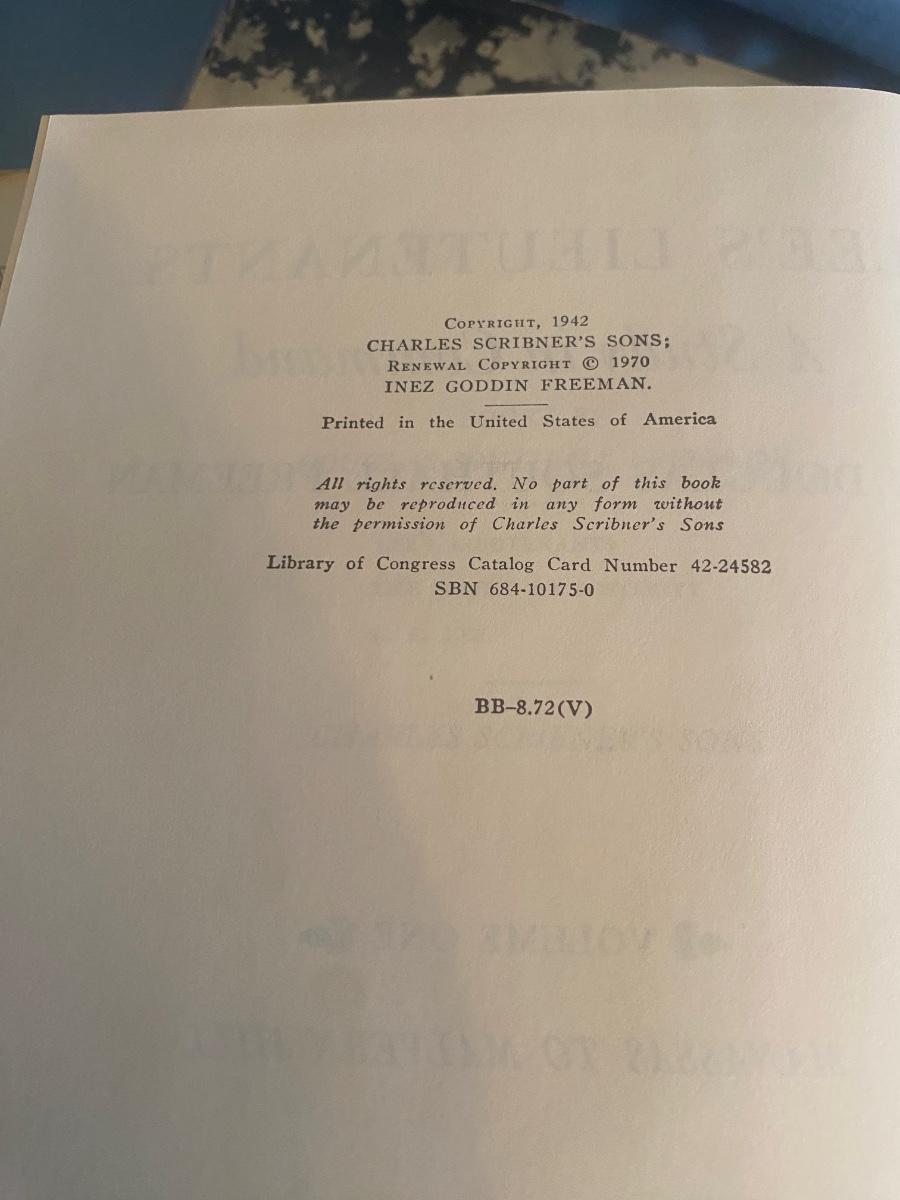 COPYRIGHT, 1942
CHARLES SCRIBNER'S SONS;
RENEWAL COPYRIGHT © 1970
INEZ GODDIN FREEMAN.
Printed in the United States of America
All rights reserved. No part of this book
may be reproduced in any form without
the permission of Charles Scribner's Sons
Library of Congress Catalog Card Number 42-24582
SBN 684-10175-0
BB–8.72(V)